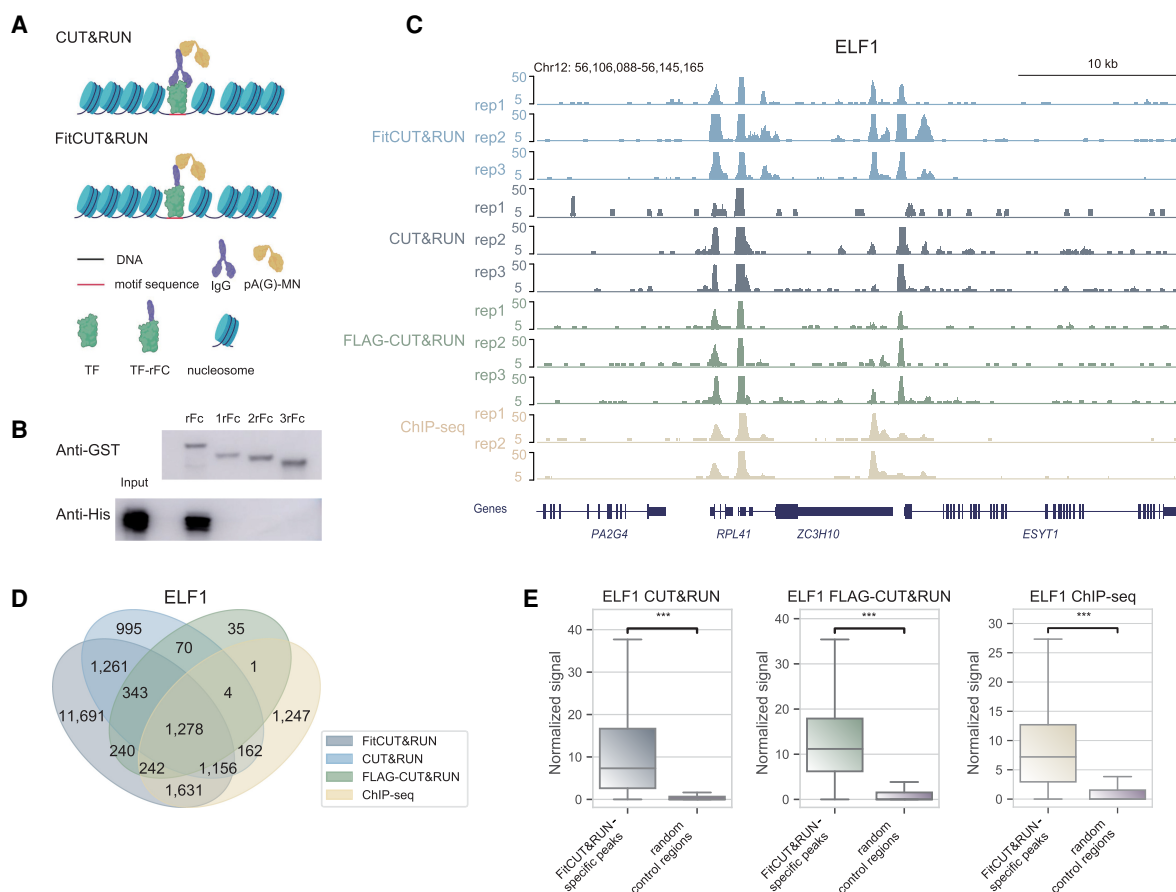 A
CUT&RUN
FitCUT&RUN
DNA
motif sequence
IgG
pA(G)-MN
TF
TF-rFC
nucleosome
B
rFc 1rFc 2rFc 3rFc
Anti-GST
Input
Anti-His
C
ELF1
Chr12: 56,106,088-56,145,165
10 kb
FitCUT&RUN
rep1 50 5
rep2 50 5
rep3 50 5
CUT&RUN
rep1 50 5
rep2 50 5
rep3 50 5
FLAG-CUT&RUN
rep1 50 5
rep2 50 5
rep3 50 5
ChIP-seq
rep1 50 5
rep2 50 5
Genes
PA2G4 RPL41 ZC3H10 ESYT1
D
ELF1
995 35
70
1,261 1
343 4
11,691 1,278 1,247
240 162
242 1,156
1,631
FitCUT&RUN
CUT&RUN
FLAG-CUT&RUN
ChIP-seq
E
ELF1 CUT&RUN
***
Normalized signal
40
30
20
10
0
FitCUT&RUN-
specific peaks
random
control regions
ELF1 FLAG-CUT&RUN
***
Normalized signal
40
30
20
10
0
FitCUT&RUN-
specific peaks
random
control regions
ELF1 ChIP-seq
***
Normalized signal
30
25
20
15
10
5
0
FitCUT&RUN-
specific peaks
random
control regions